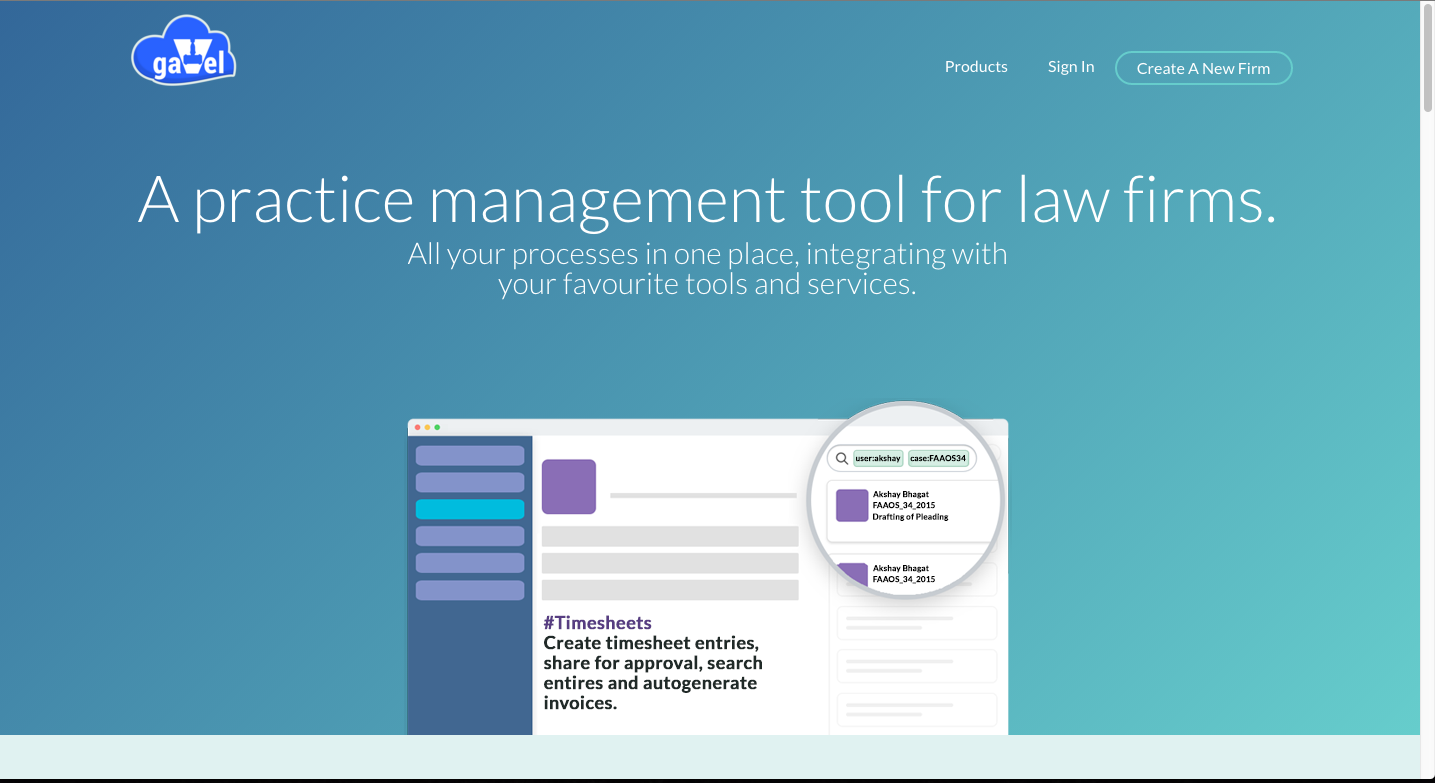 gavel
Products
Sign In
Create A New Firm
A practice management tool for law firms.
All your processes in one place, integrating with
your favourite tools and services.
user:akshay case:FAAOS34
Akshay Bhagat
FAAOS_34_2015
Drafting of Pleading
Akshay Bhagat
FAAOS_34_2015
#Timesheets
Create timesheet entries,
share for approval, search
entires and autogenerate
invoices.